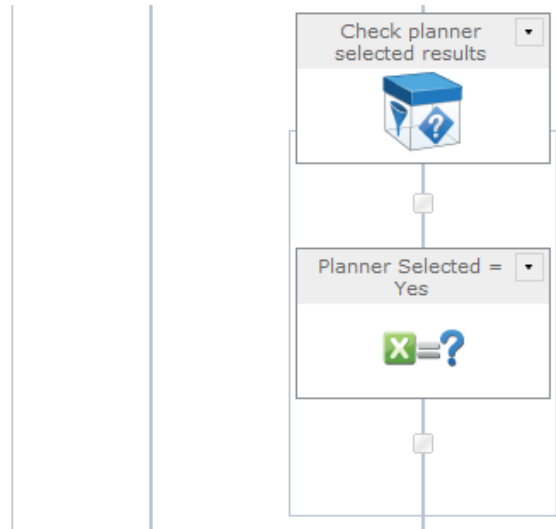 Check planner
selected results
?
Planner Selected =
Yes
X=?